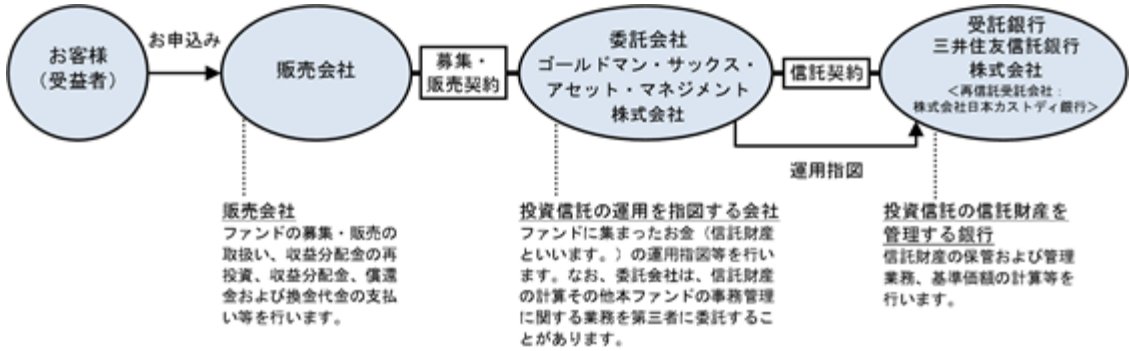 お客様
（受益者）
お申込み
販売会社
募集・
販売契約
委託会社
ゴールドマン・サックス・
アセット・マネジメント
株式会社
信託契約
受託銀行
三井住友信託銀行
株式会社
＜再信託受託会社：
株式会社日本カストディ銀行＞
運用指図
販売会社
ファンドの募集・販売の
取扱い、収益分配金の再
投資、収益分配金、償還
金および換金代金の支払
い等を行います。
投資信託の運用を指図する会社
ファンドに集まったお金（信託財産
といいます。）の運用指図等を行い
ます。なお、委託会社は、信託財産
の計算その他本ファンドの事務管理
に関する業務を第三者に委託するこ
とがあります。
投資信託の信託財産を
管理する銀行
信託財産の保管および管理
業務、基準価額の計算等を
行います。